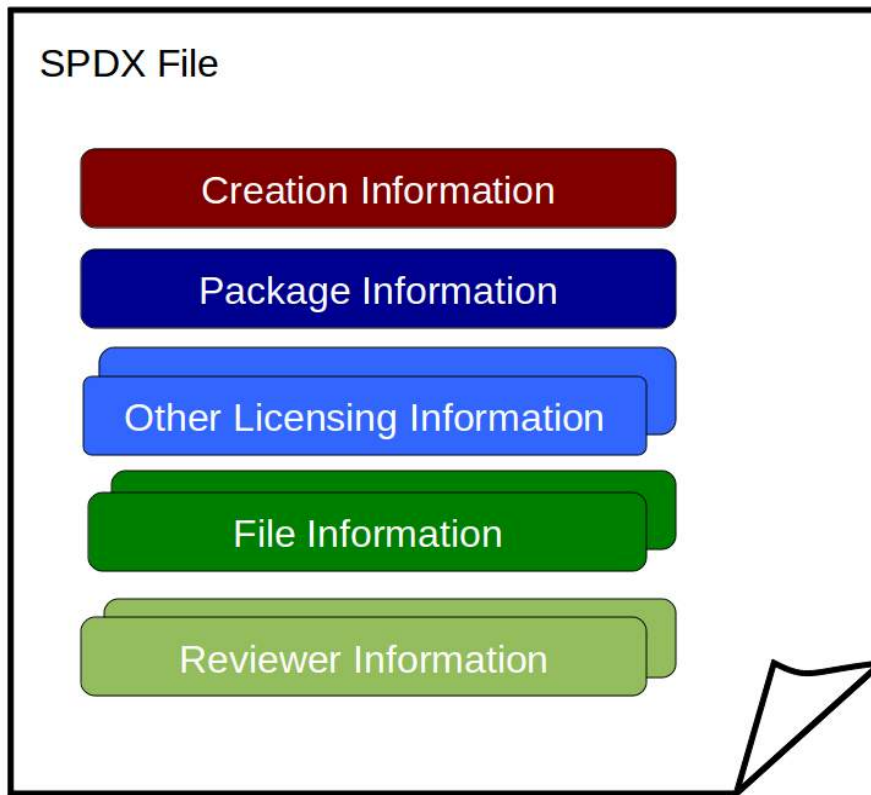 SPDX File
Creation Information
Package Information
Other Licensing Information
File Information
Reviewer Information